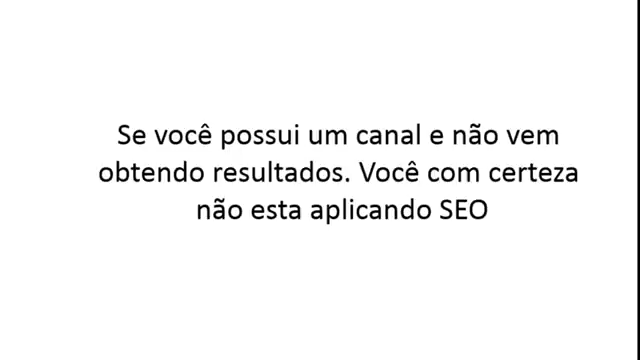 Se você possui um canal e não vem
obtendo resultados. Você com certeza
não esta aplicando SEO